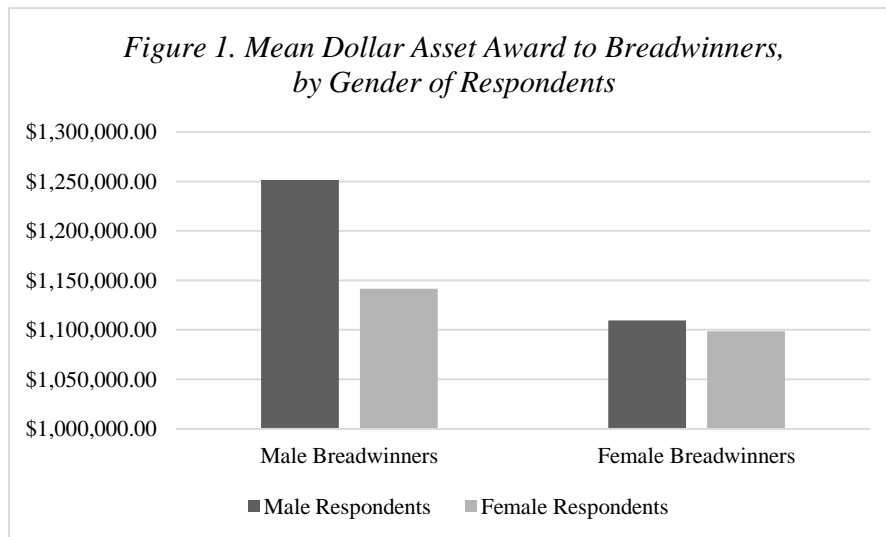 Figure 1. Mean Dollar Asset Award to Breadwinners,
by Gender of Respondents
$1,300,000.00
$1,250,000.00
$1,200,000.00
$1,150,000.00
$1,100,000.00
$1,050,000.00
$1,000,000.00
Male Breadwinners Female Breadwinners
Male Respondents Female Respondents